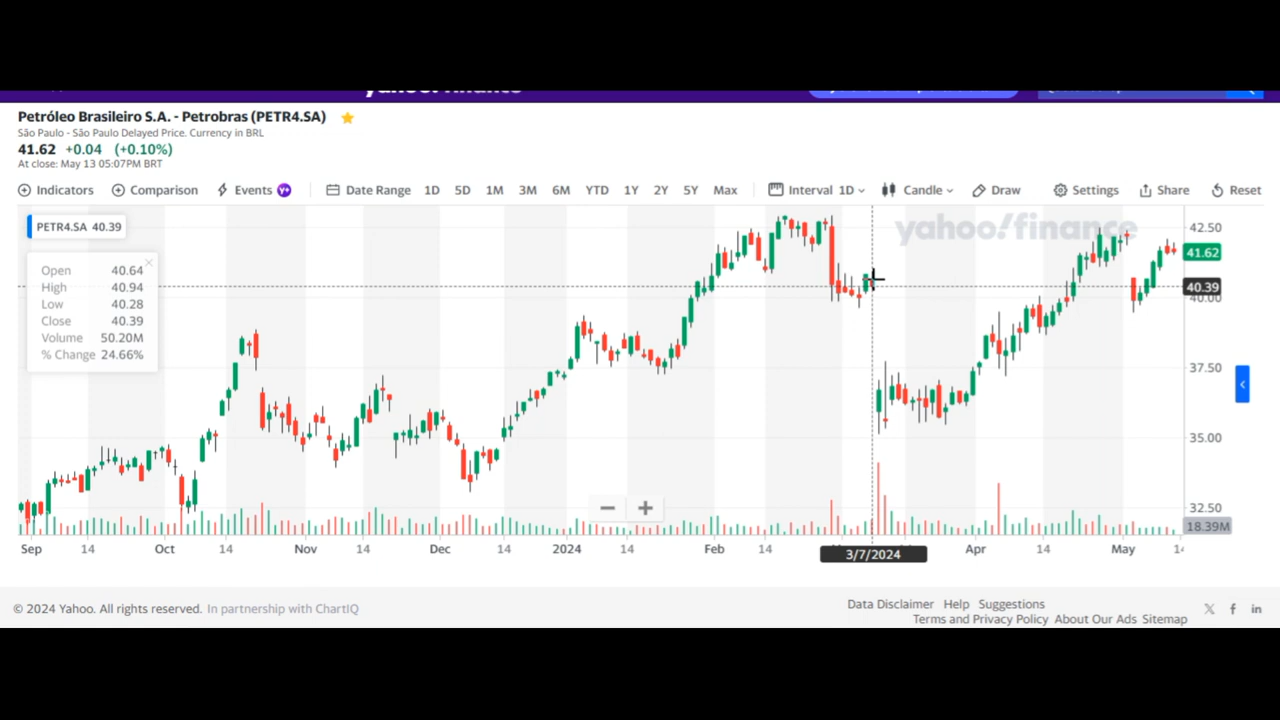 Petróleo Brasileiro S.A. - Petrobras (PETR4.SA)
São Paulo - São Paulo Delayed Price. Currency in BRL
41.62 +0.04 (+0.10%)
At close: May 13 05:07PM BRT
Indicators Comparison Events Y+ Date Range 1D 5D 1M 3M 6M YTD 1Y 2Y 5Y Max Interval 1D Candle Draw Settings Share Reset
PETR4.SA 40.39
yahoo!finance
Open 40.64
High 40.94
Low 40.28
Close 40.39
Volume 50.20M
% Change 24.66%
42.50
41.62
40.39
40.00
37.50
35.00
32.50
18.39M
Sep 14 Oct 14 Nov 14 Dec 14 2024 14 Feb 14 Apr 14 May 14
3/7/2024
© 2024 Yahoo. All rights reserved. In partnership with ChartIQ
Data Disclaimer Help Suggestions
Terms and Privacy Policy About Our Ads Sitemap